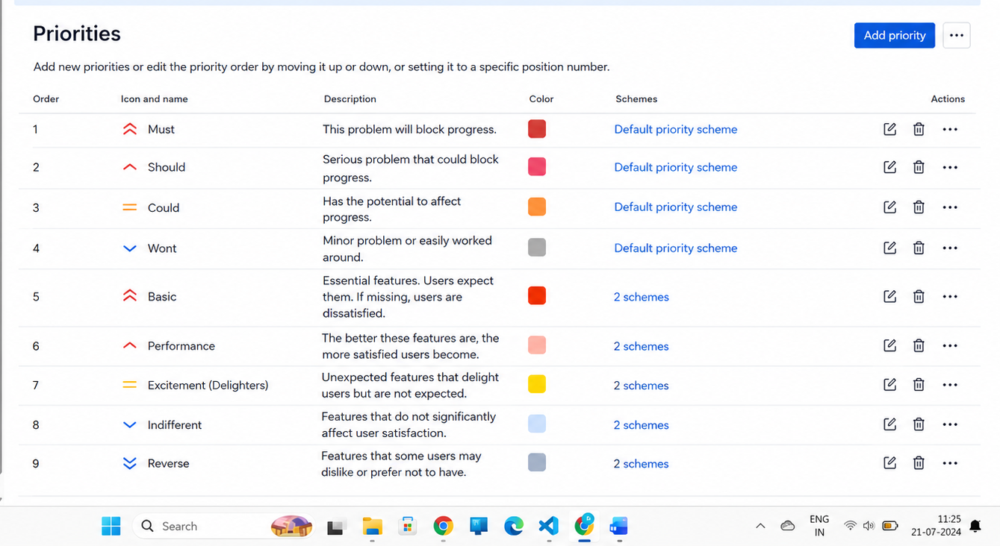 Priorities
Add priority
Add new priorities or edit the priority order by moving it up or down, or setting it to a specific position number.
Order Icon and name Description Color Schemes Actions
1 Must This problem will block progress. Default priority scheme
2 Should Serious problem that could block
progress. Default priority scheme
3 Could Has the potential to affect
progress. Default priority scheme
4 Wont Minor problem or easily worked
around. Default priority scheme
5 Basic Essential features. Users expect
them. If missing, users are
dissatisfied. 2 schemes
6 Performance The better these features are, the
more satisfied users become. 2 schemes
7 Excitement (Delighters) Unexpected features that delight
users but are not expected. 2 schemes
8 Indifferent Features that do not significantly
affect user satisfaction. 2 schemes
9 Reverse Features that some users may
dislike or prefer not to have. 2 schemes
Search
ENG
IN
11:25
21-07-2024